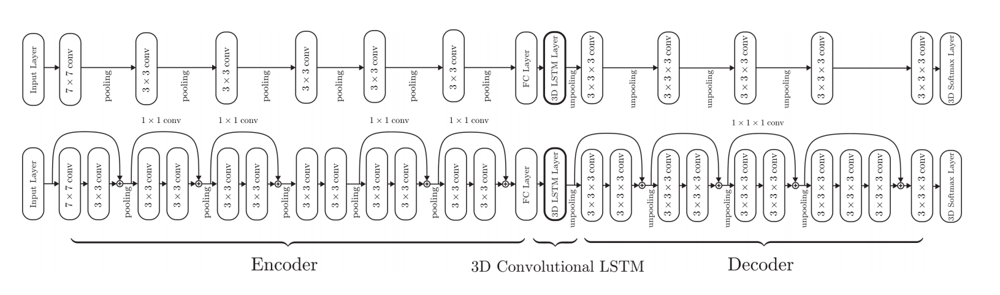 Input Layer
7 × 7 conv
pooling
3 × 3 conv
pooling
3 × 3 conv
pooling
3 × 3 conv
pooling
3 × 3 conv
pooling
3 × 3 conv
pooling
FC Layer
3D LSTM Layer
unpooling
3 × 3 × 3 conv
unpooling
3 × 3 × 3 conv
unpooling
3 × 3 × 3 conv
unpooling
3 × 3 × 3 conv
3 × 3 × 3 conv
3D Softmax Layer
1 × 1 conv
1 × 1 conv
1 × 1 conv
1 × 1 conv
1 × 1 × 1 conv
Input Layer
7 × 7 conv
3 × 3 conv
pooling
3 × 3 conv
3 × 3 conv
pooling
3 × 3 conv
3 × 3 conv
pooling
3 × 3 conv
3 × 3 conv
pooling
3 × 3 conv
3 × 3 conv
pooling
3 × 3 conv
3 × 3 conv
FC Layer
3D LSTM Layer
unpooling
3 × 3 × 3 conv
3 × 3 × 3 conv
unpooling
3 × 3 × 3 conv
3 × 3 × 3 conv
unpooling
3 × 3 × 3 conv
3 × 3 × 3 conv
unpooling
3 × 3 × 3 conv
3 × 3 × 3 conv
3 × 3 × 3 conv
3 × 3 × 3 conv
3D Softmax Layer
Encoder
3D Convolutional LSTM
Decoder